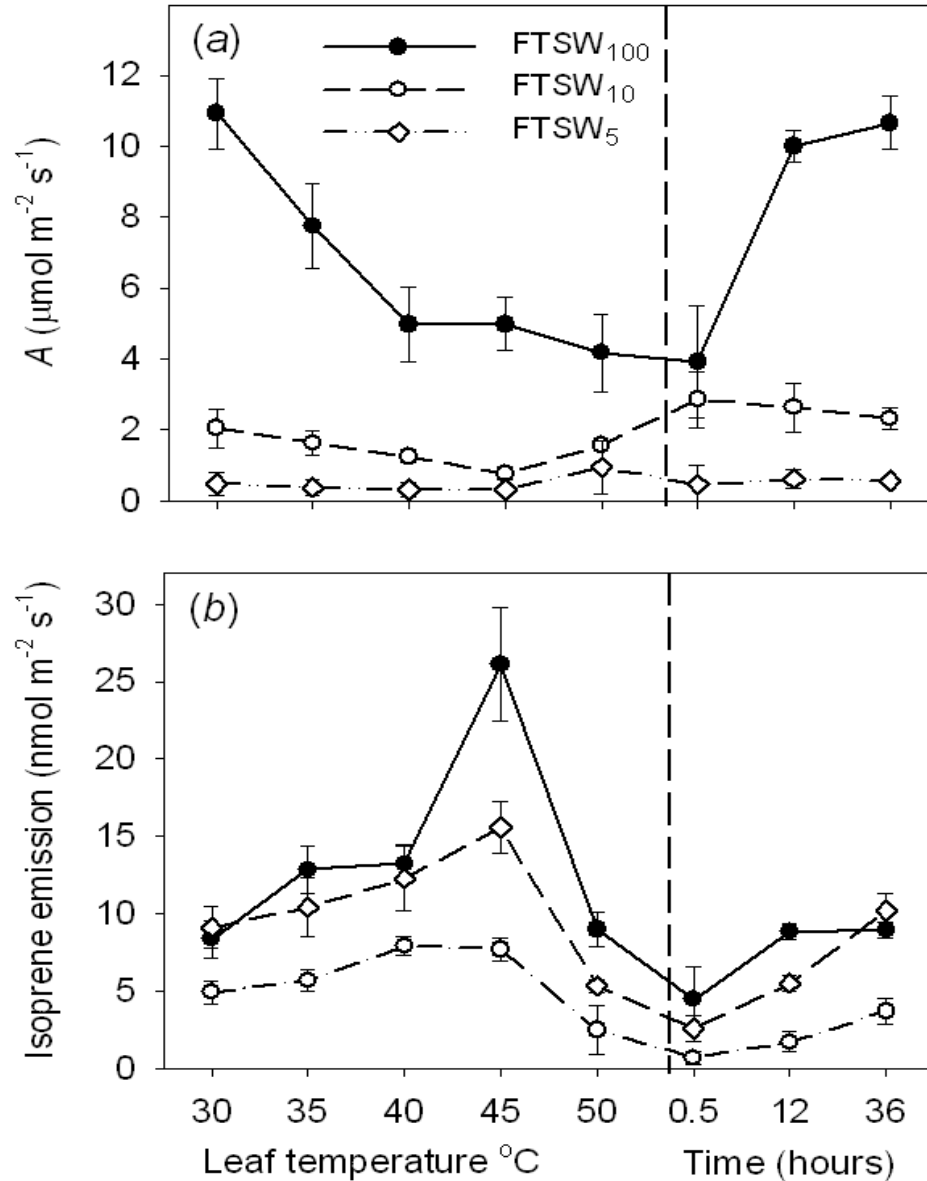 (a)
FTSW100
FTSW10
FTSW5
12
10
8
6
4
2
0
A (μmol m-2 s-1)
(b)
30
25
20
15
10
5
0
Isoprene emission (nmol m-2 s-1)
30 35 40 45 50 0.5 12 36
Leaf temperature oC Time (hours)